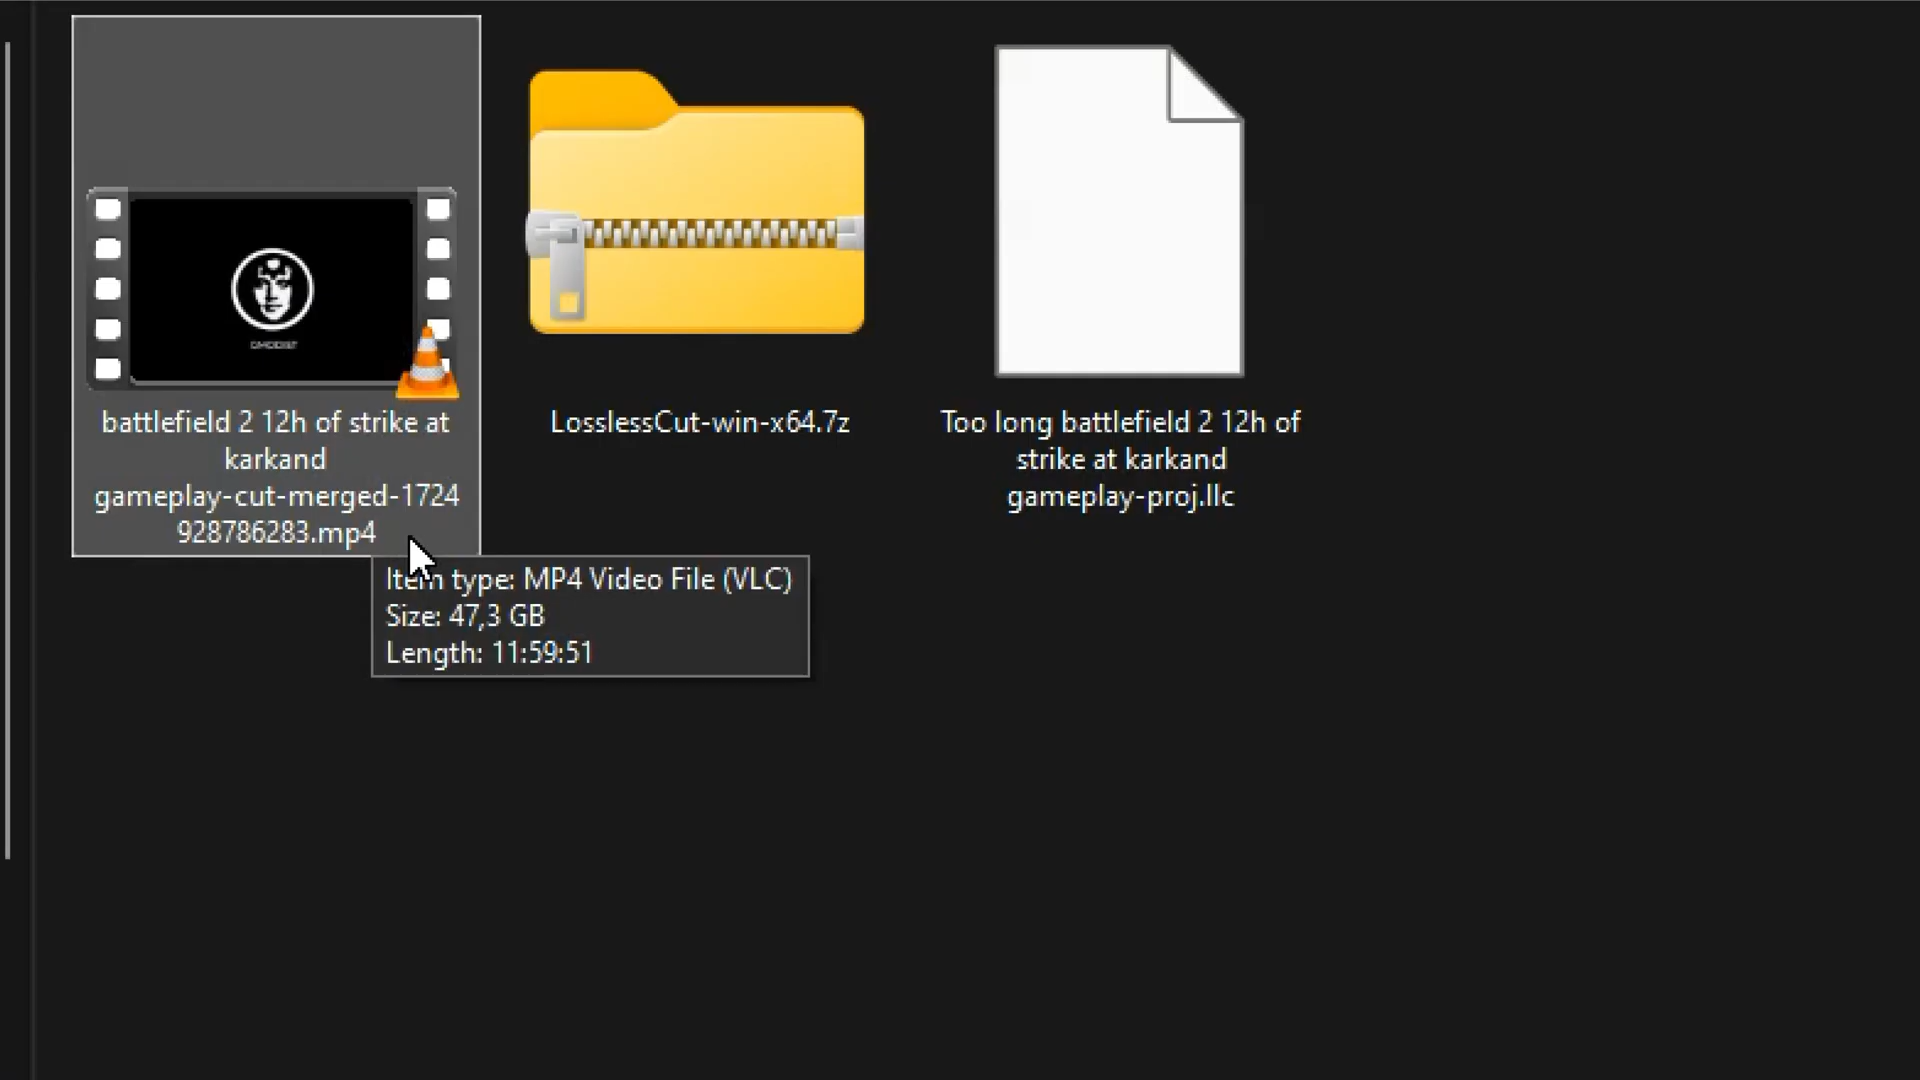 battlefield 2 12h of strike at
karkand
gameplay-cut-merged-1724
928786283.mp4
LosslessCut-win-x64.7z
Too long battlefield 2 12h of
strike at karkand
gameplay-proj.llc
Item type: MP4 Video File (VLC)
Size: 47,3 GB
Length: 11:59:51